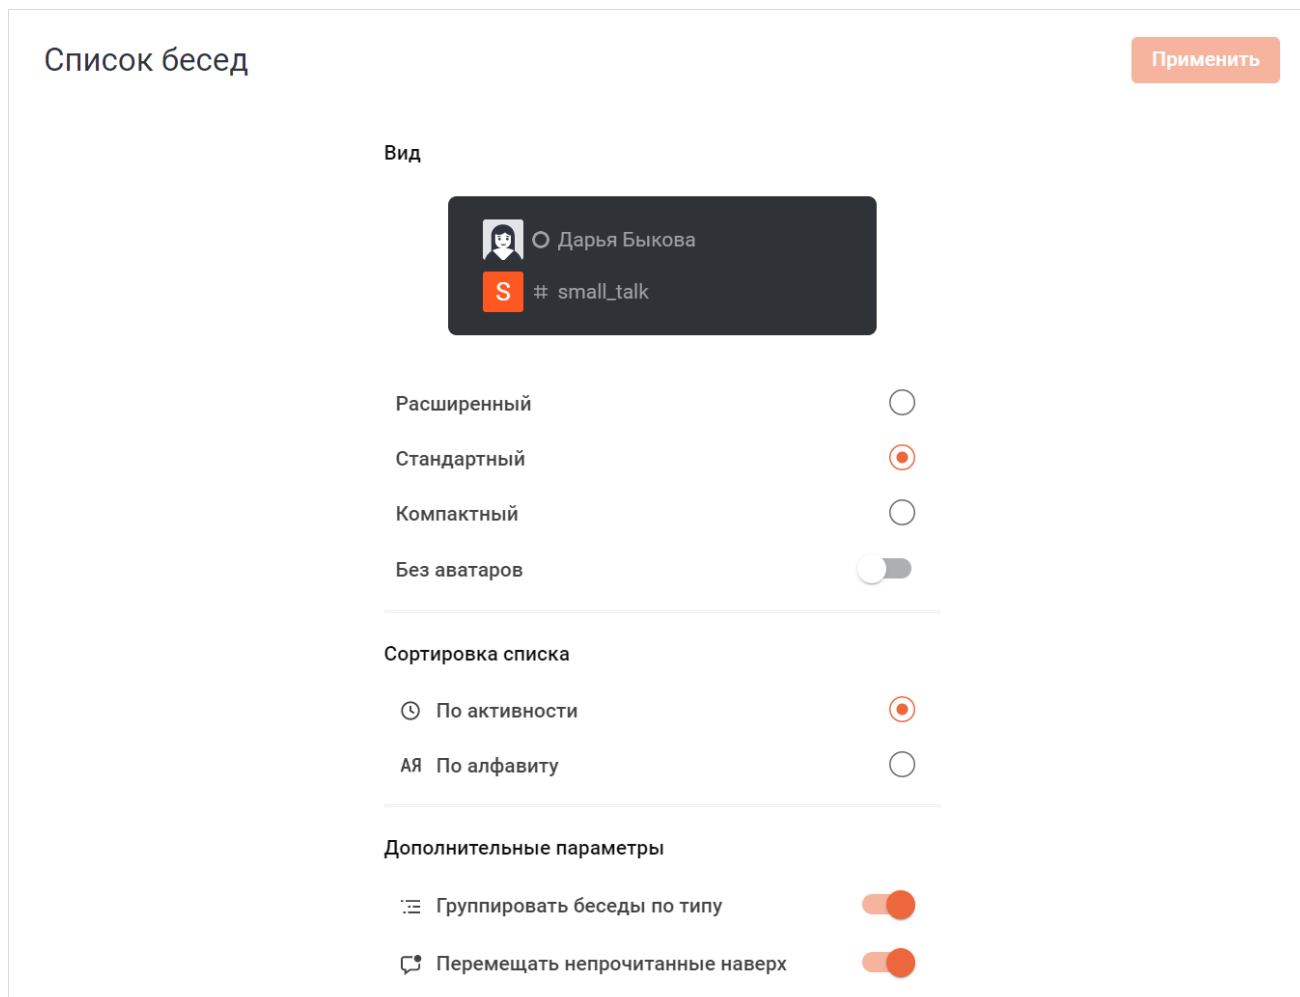 Список бесед
Применить
Вид
Дарья Быкова
S # small_talk
Расширенный
Стандартный
Компактный
Без аватаров
Сортировка списка
По активности
АЯ По алфавиту
Дополнительные параметры
Группировать беседы по типу
Перемещать непрочитанные наверх